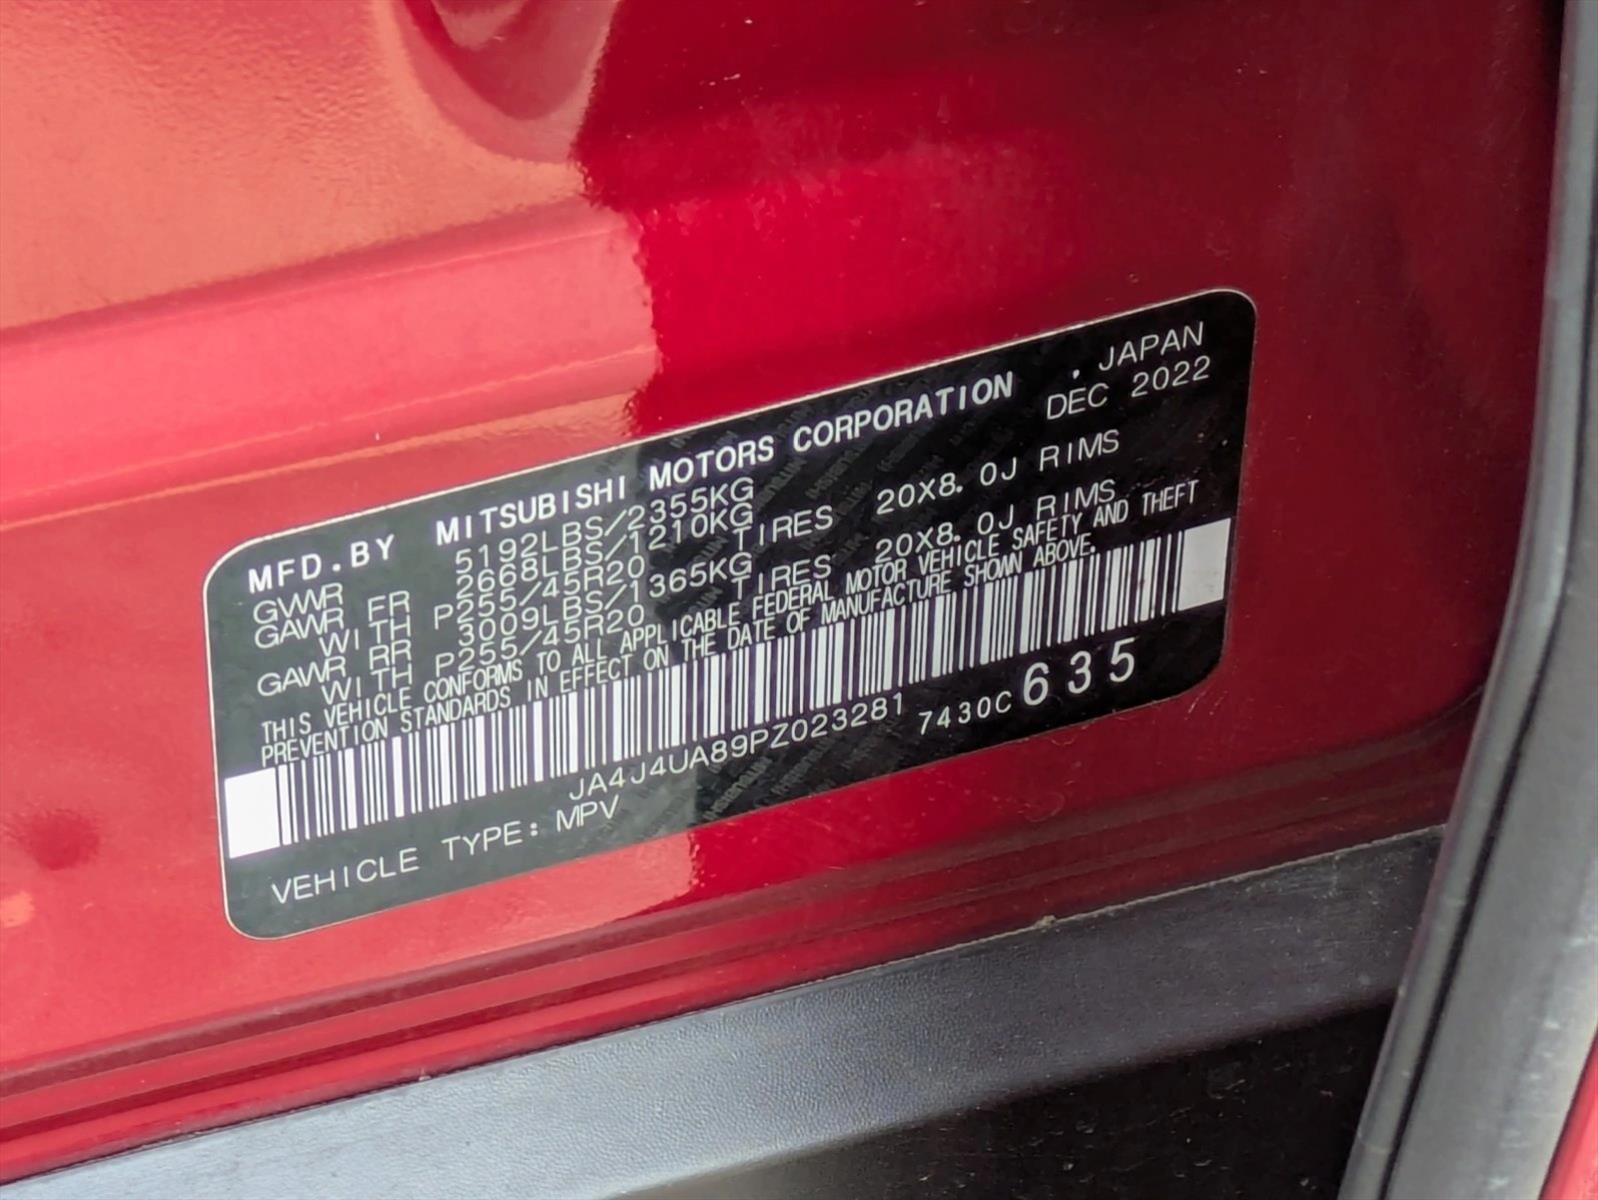 MFD.BY MITSUBISHI MOTORS CORPORATION , JAPAN
DEC 2022
GVWR 5192LBS/2355KG
GAWR FR 2668LBS/1210KG
WITH P255/45R20 TIRES 20X8.0J RIMS
GAWR RR 3009LBS/1365KG
WITH P255/45R20 TIRES 20X8.0J RIMS
THIS VEHICLE CONFORMS TO ALL APPLICABLE FEDERAL MOTOR VEHICLE SAFETY AND THEFT
PREVENTION STANDARDS IN EFFECT ON THE DATE OF MANUFACTURE SHOWN ABOVE.
JA4J4UA89PZ023281 7430C 635
VEHICLE TYPE: MPV